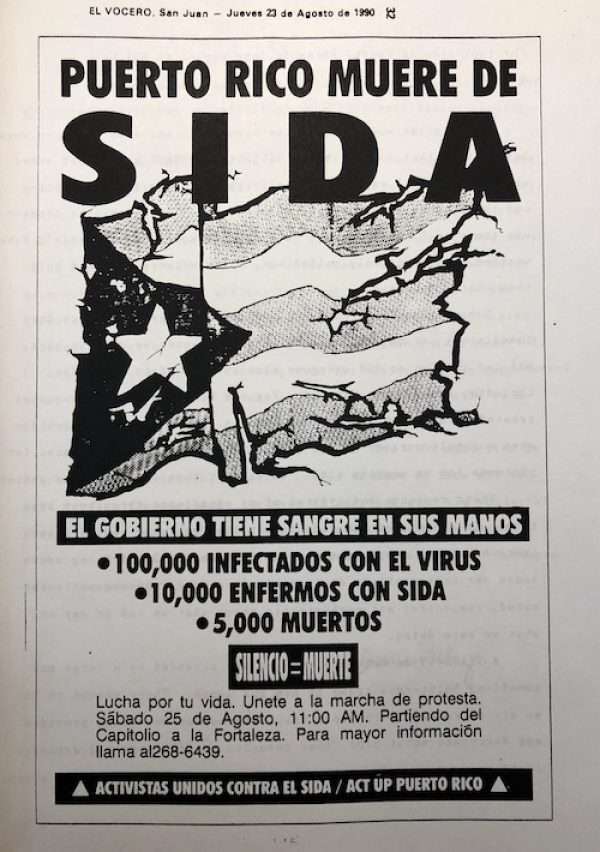 EL VOCERO, San Juan — Jueves 23 de Agosto de 1990
PUERTO RICO MUERE DE
SIDA
EL GOBIERNO TIENE SANGRE EN SUS MANOS
• 100,000 INFECTADOS CON EL VIRUS
• 10,000 ENFERMOS CON SIDA
• 5,000 MUERTOS
SILENCIO = MUERTE
Lucha por tu vida. Unete a la marcha de protesta.
Sábado 25 de Agosto, 11:00 AM. Partiendo del
Capitolio a la Fortaleza. Para mayor información
llama al268-6439.
▲ ACTIVISTAS UNIDOS CONTRA EL SIDA / ACT UP PUERTO RICO ▲